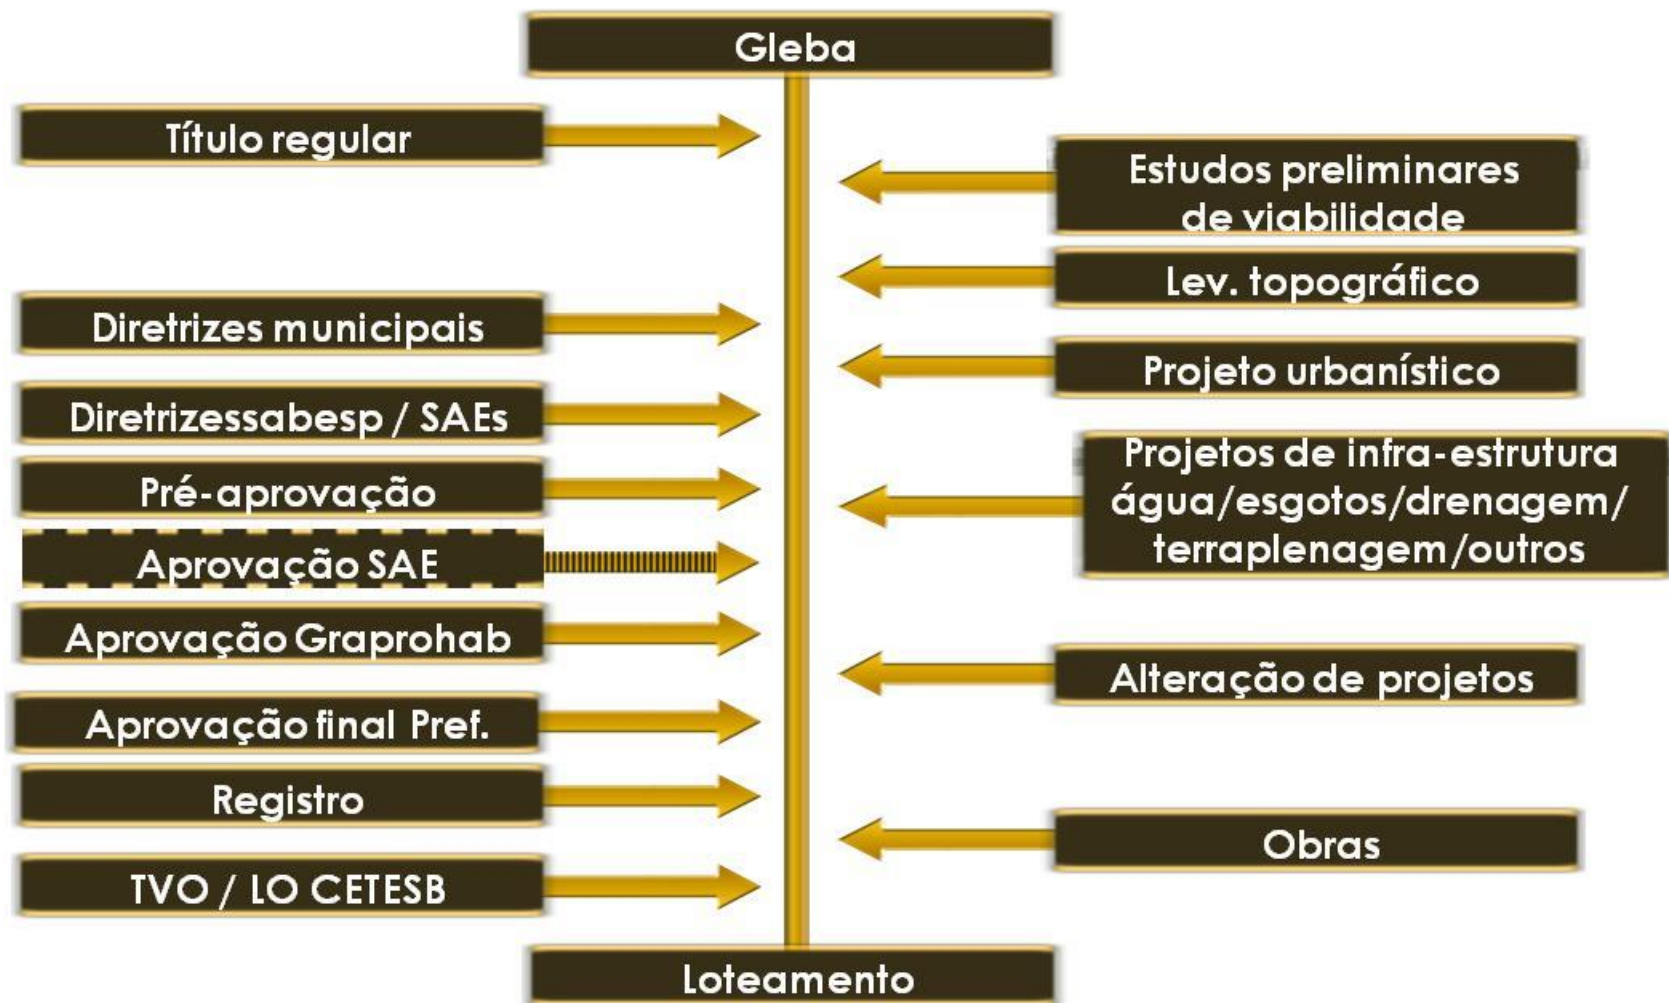 Gleba
Título regular
Estudos preliminares
de viabilidade
Lev. topográfico
Diretrizes municipais
Projeto urbanístico
Diretrizessabesp / SAEs
Projetos de infra-estrutura
água/esgotos/drenagem/
terraplenagem/outros
Pré-aprovação
Aprovação SAE
Aprovação Graprohab
Alteração de projetos
Aprovação final Pref.
Registro
Obras
TVO / LO CETESB
Loteamento